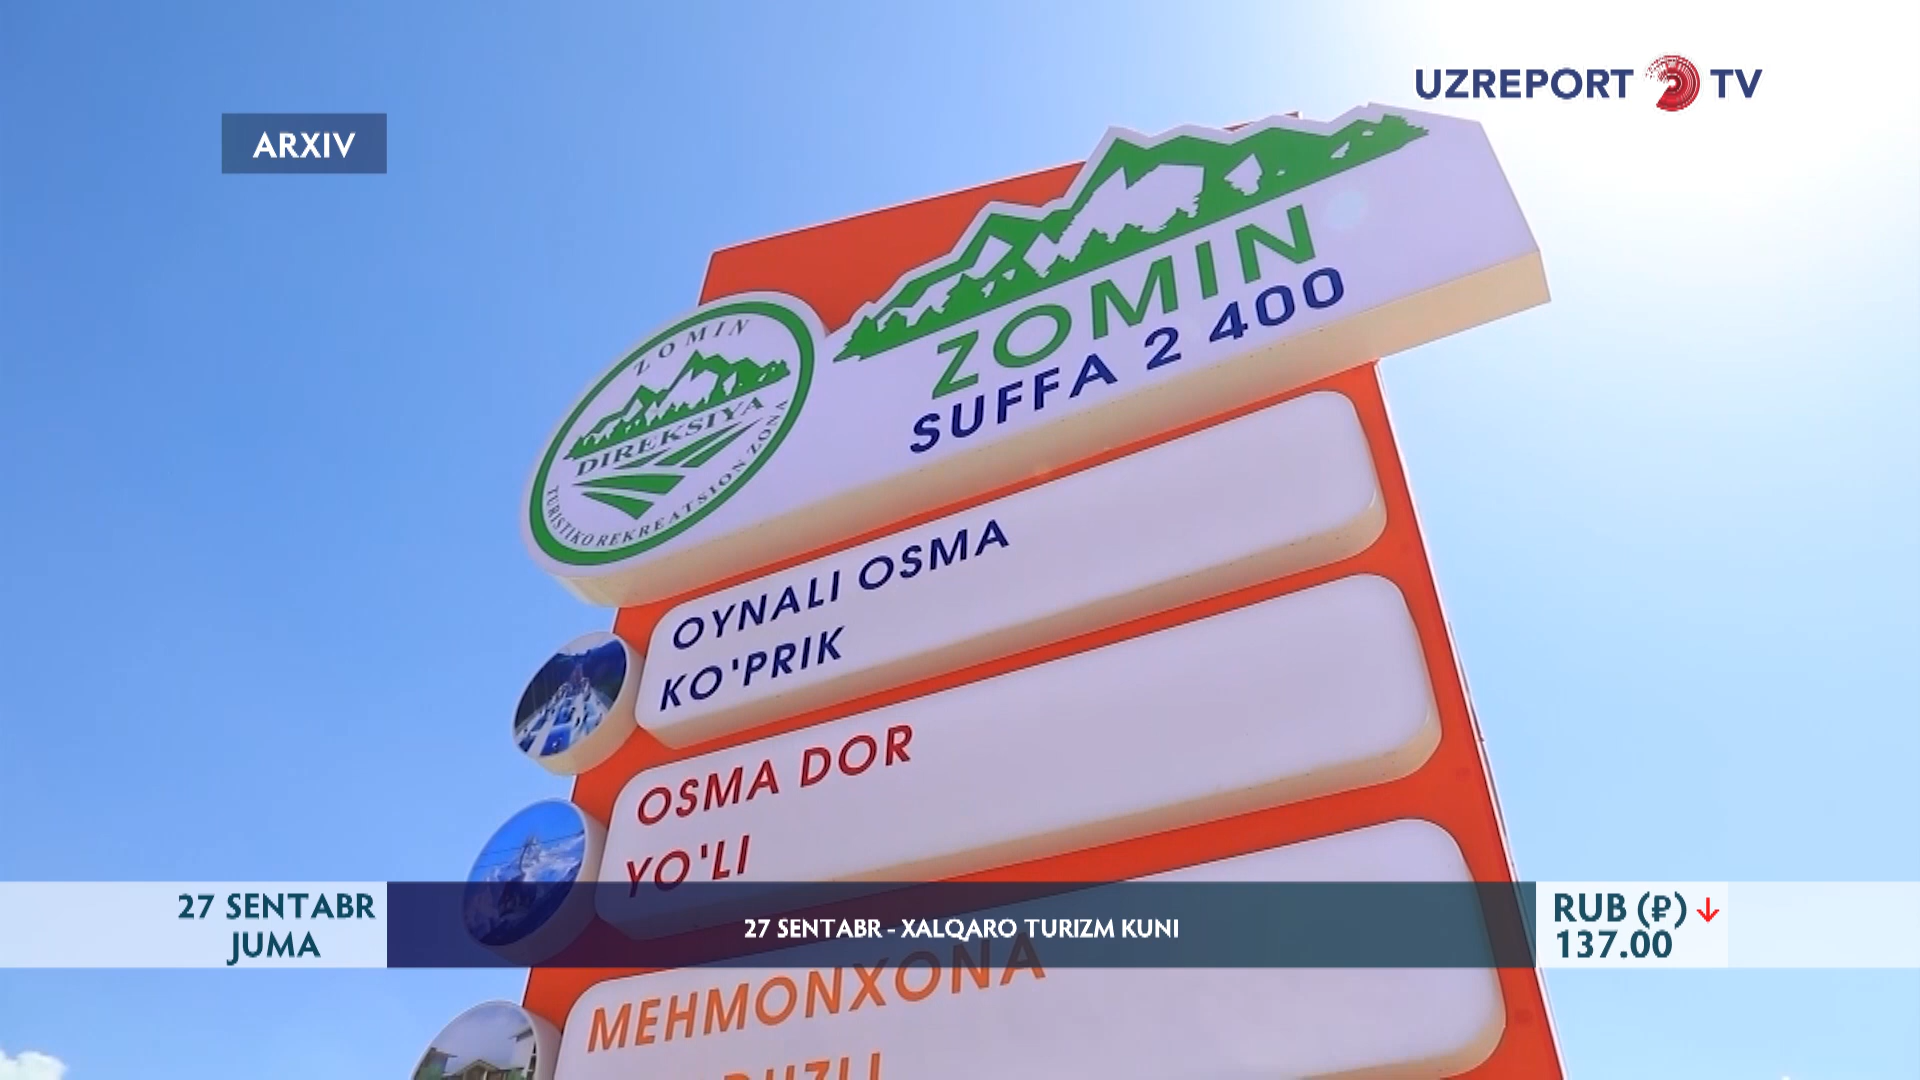 UZREPORT TV
ARXIV
ZOMIN
SUFFA 2 400
ZOMIN
DIREKSIYA
TURISTIK REKREATSION ZONA
OYNALI OSMA
KO'PRIK
OSMA DOR
YO'LI
27 SENTABR
JUMA
27 SENTABR - XALQARO TURIZM KUNI
RUB (₽)↓
137.00
MEHMONXONA